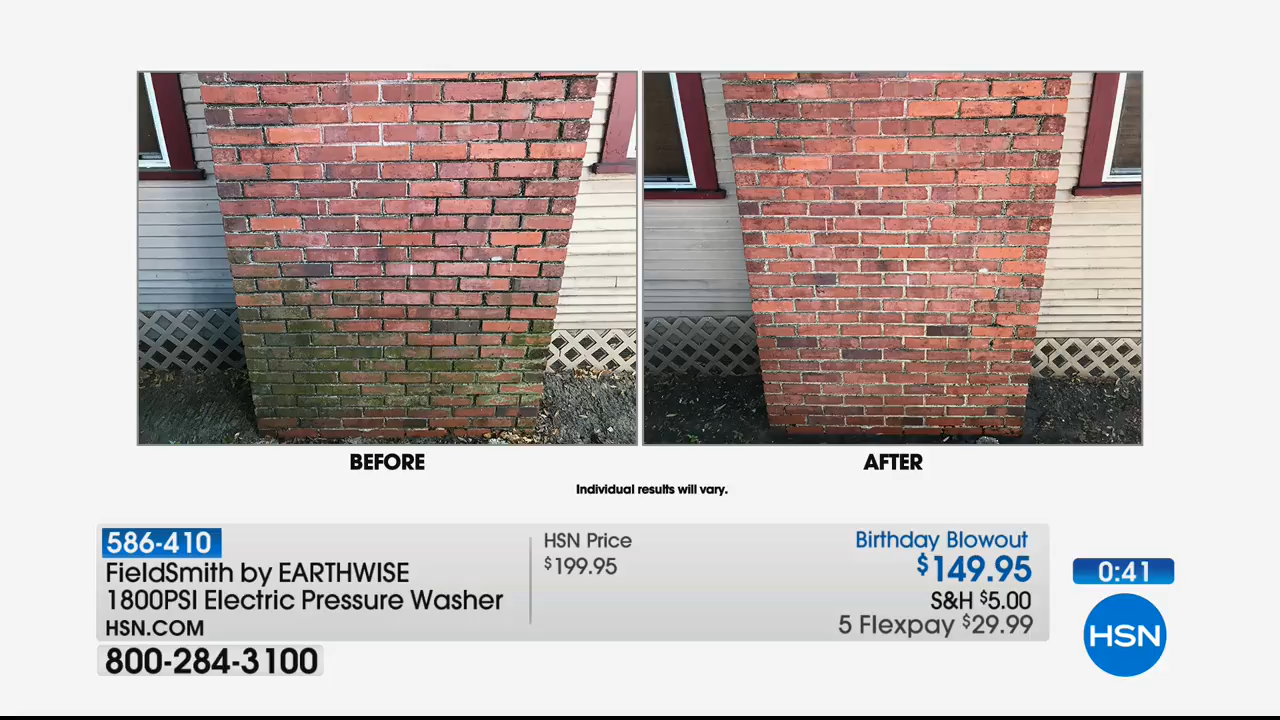 BEFORE
AFTER
Individual results will vary.
586-410
FieldSmith by EARTHWISE
1800PSI Electric Pressure Washer
HSN.COM
800-284-3100
HSN Price
$199.95
Birthday Blowout
$149.95
S&H $5.00
5 Flexpay $29.99
0:41
HSN